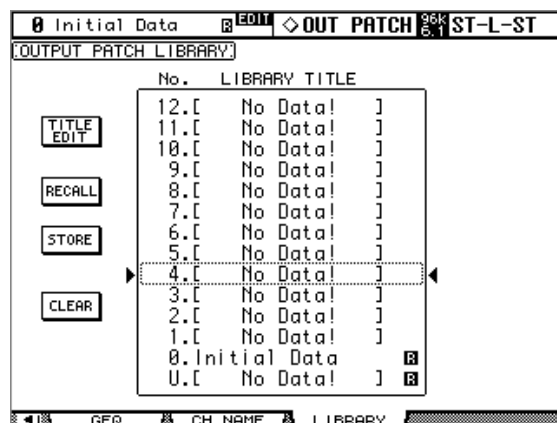 0 Initial Data R EDIT ◇OUT PATCH 96k 6.1 ST-L-ST
OUTPUT PATCH LIBRARY
No. LIBRARY TITLE
12.[ No Data! ]
11.[ No Data! ]
10.[ No Data! ]
9.[ No Data! ]
8.[ No Data! ]
7.[ No Data! ]
6.[ No Data! ]
5.[ No Data! ]
4.[ No Data! ]
3.[ No Data! ]
2.[ No Data! ]
1.[ No Data! ]
0.Initial Data R
U.[ No Data! ] R
TITLE
EDIT
RECALL
STORE
CLEAR
GEQ CH NAME LIBRARY